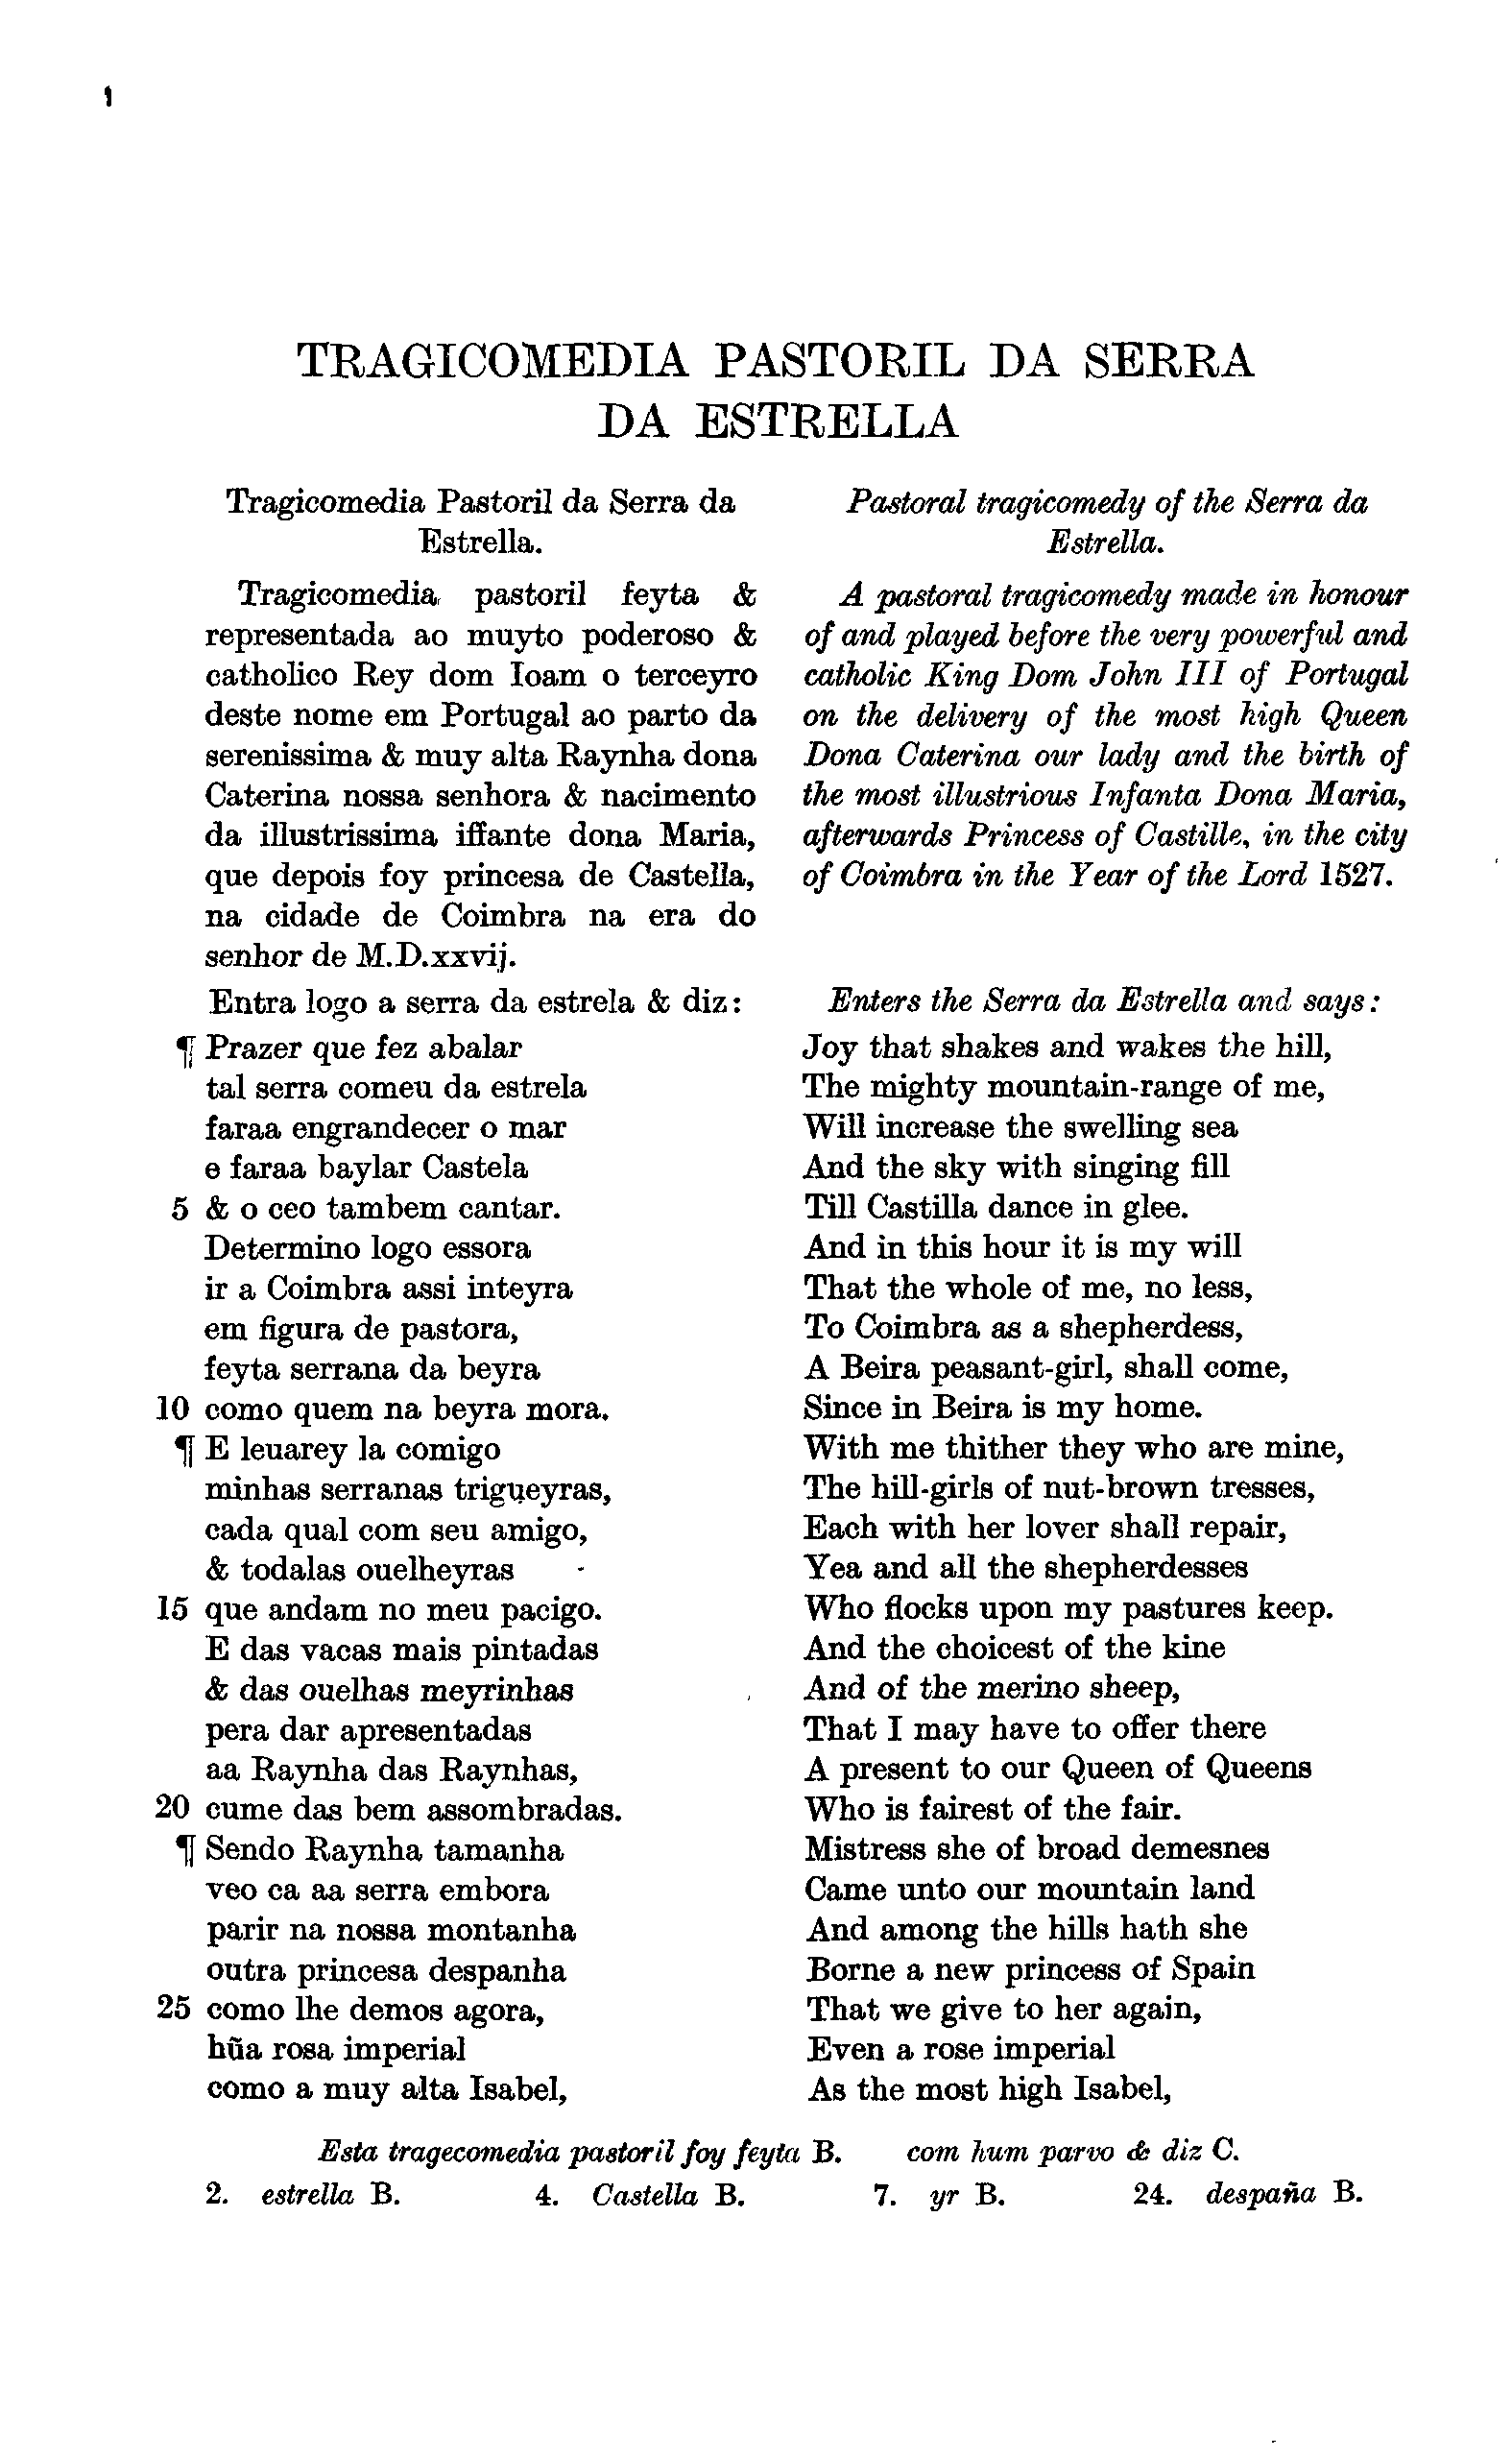 TRAGICOMEDIA PASTORIL DA SERRA
DA ESTRELLA
Tragicomedia Pastoril da Serra da
Estrella.
Tragicomedia pastoril feyta &
representada ao muyto poderoso &
catholico Rey dom Ioam o terceyro
deste nome em Portugal ao parto da
serenissima & muy alta Raynha dona
Caterina nossa senhora & nacimento
da illustrissima iffante dona Maria,
que depois foy princesa de Castella,
na cidade de Coimbra na era do
senhor de M.D.xxvij.
Entra logo a serra da estrela & diz:
¶ Prazer que fez abalar
tal serra comeu da estrela
faraa engrandecer o mar
e faraa baylar Castela
5 & o ceo tambem cantar.
Determino logo essora
ir a Coimbra assi inteyra
em figura de pastora,
feyta serrana da beyra
10 como quem na beyra mora.
¶ E leuarey la comigo
minhas serranas trigueyras,
cada qual com seu amigo,
& todalas ouelheyras
15 que andam no meu pacigo.
E das vacas mais pintadas
& das ouelhas meyrinhas
pera dar apresentadas
aa Raynha das Raynhas,
20 cume das bem assombradas.
¶ Sendo Raynha tamanha
veo ca aa serra embora
parir na nossa montanha
outra princesa despanha
25 como lhe demos agora,
hũa rosa imperial
como a muy alta Isabel,
Pastoral tragicomedy of the Serra da
Estrella.
A pastoral tragicomedy made in honour
of and played before the very powerful and
catholic King Dom John III of Portugal
on the delivery of the most high Queen
Dona Caterina our lady and the birth of
the most illustrious Infanta Dona Maria,
afterwards Princess of Castille, in the city
of Coimbra in the Year of the Lord 1527.
Enters the Serra da Estrella and says:
Joy that shakes and wakes the hill,
The mighty mountain-range of me,
Will increase the swelling sea
And the sky with singing fill
Till Castilla dance in glee.
And in this hour it is my will
That the whole of me, no less,
To Coimbra as a shepherdess,
A Beira peasant-girl, shall come,
Since in Beira is my home.
With me thither they who are mine,
The hill-girls of nut-brown tresses,
Each with her lover shall repair,
Yea and all the shepherdesses
Who flocks upon my pastures keep.
And the choicest of the kine
And of the merino sheep,
That I may have to offer there
A present to our Queen of Queens
Who is fairest of the fair.
Mistress she of broad demesnes
Came unto our mountain land
And among the hills hath she
Borne a new princess of Spain
That we give to her again,
Even a rose imperial
As the most high Isabel,
Esta tragecomedia pastoril foy feyta B. com hum parvo & diz C.
2. estrella B. 4. Castella B. 7. yr B. 24. despaña B.